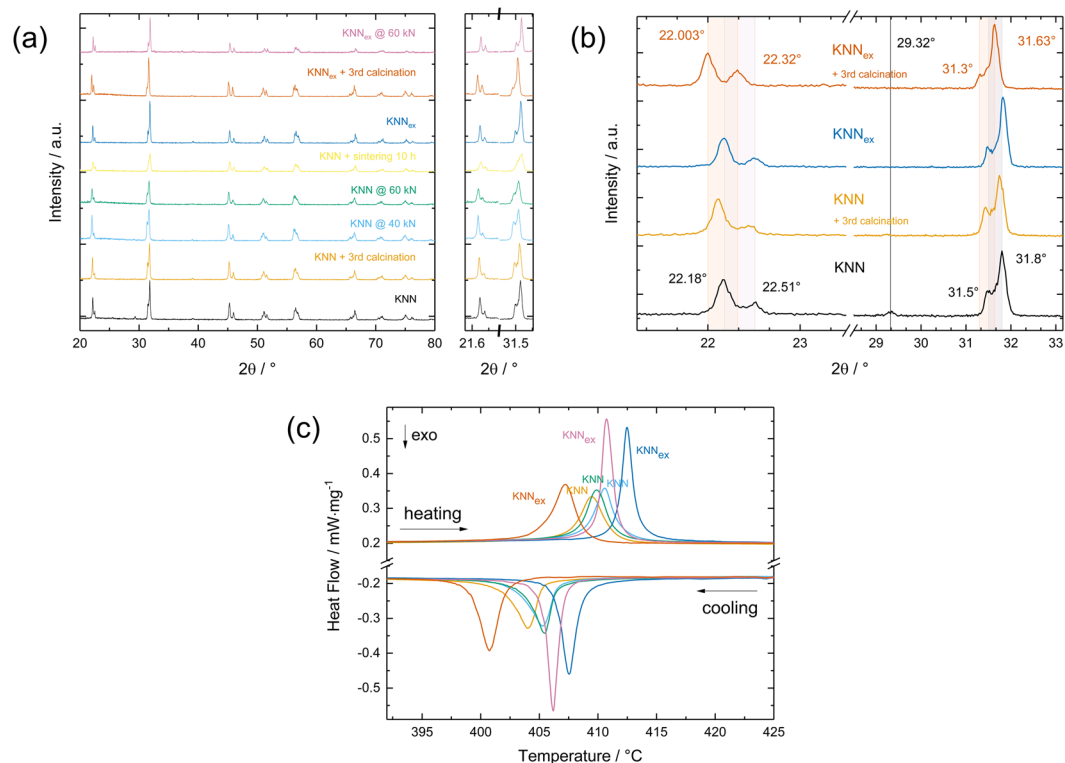 (a)
KNNex @ 60 kN
KNNex + 3rd calcination
KNNex
KNN + sintering 10 h
KNN @ 60 kN
KNN @ 40 kN
KNN + 3rd calcination
KNN
Intensity / a.u.
20 30 40 50 60 70 80
2θ / °
21.6 31.5
2θ / °
(b)
22.003°
22.32°
29.32°
KNNex
+ 3rd calcination
31.3°
31.63°
KNNex
KNN
+ 3rd calcination
KNN
22.18°
22.51°
31.5°
31.8°
Intensity / a.u.
22 23 29 30 31 32 33
2θ / °
(c)
exo
KNNex
KNNex
KNN
KNN
KNN
KNNex
heating
cooling
0.5
0.4
0.3
0.2
-0.2
-0.3
-0.4
-0.5
Heat Flow / mW·mg-1
395 400 405 410 415 420 425
Temperature / °C